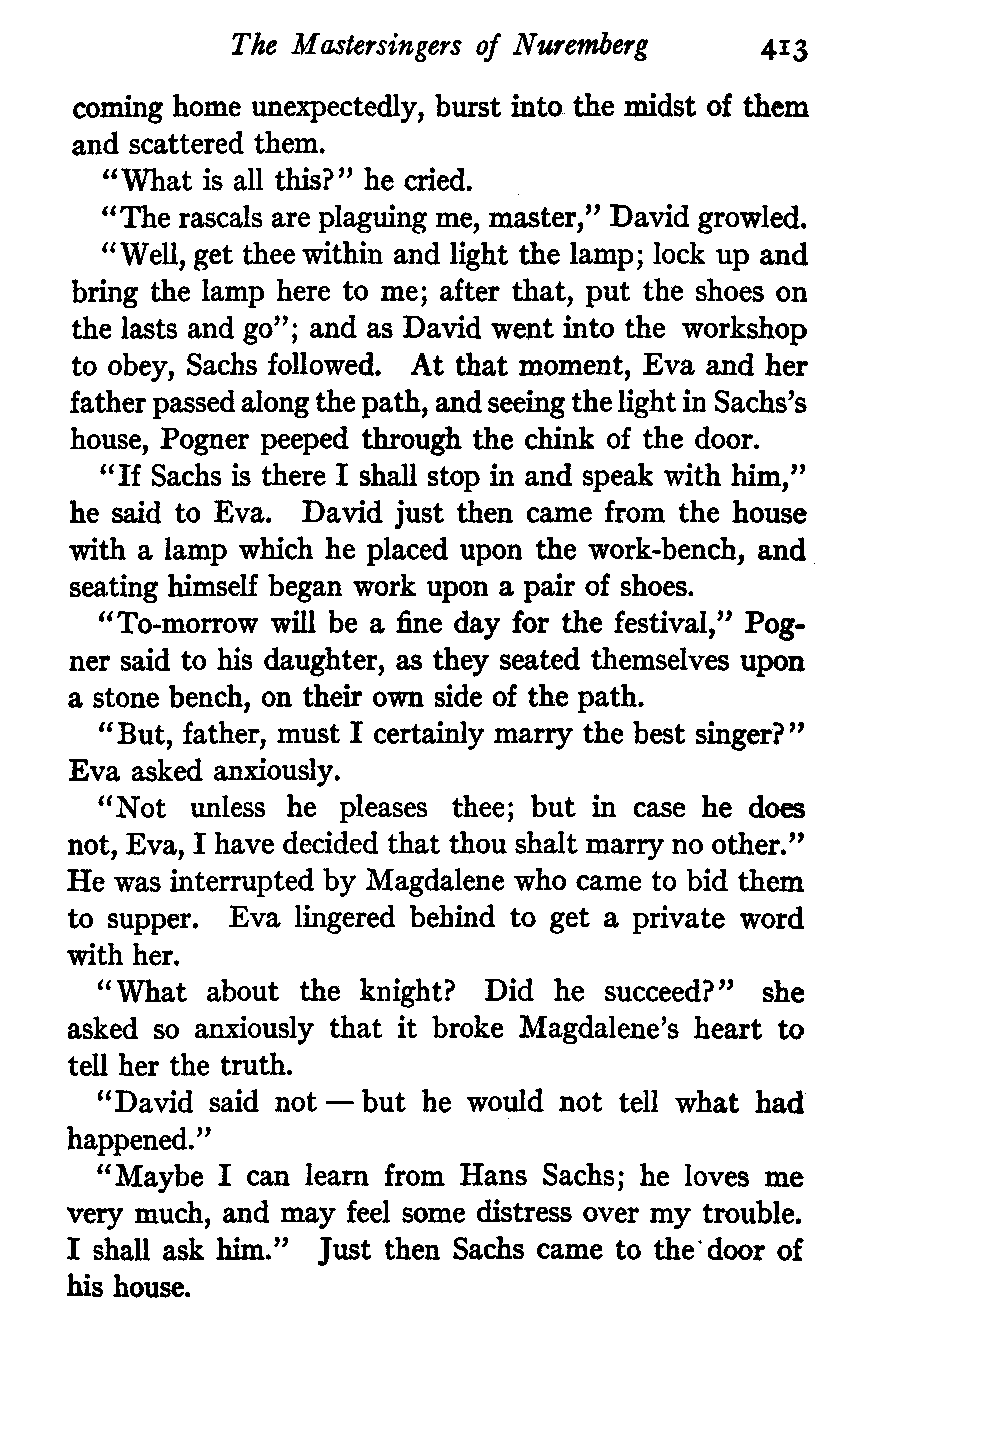 The Mastersingers of Nuremberg 413
coming home unexpectedly, burst into the midst of them
and scattered them.
"What is all this?" he cried.
"The rascals are plaguing me, master," David growled.
"Well, get thee within and light the lamp; lock up and
bring the lamp here to me; after that, put the shoes on
the lasts and go"; and as David went into the workshop
to obey, Sachs followed. At that moment, Eva and her
father passed along the path, and seeing the light in Sachs's
house, Pogner peeped through the chink of the door.
"If Sachs is there I shall stop in and speak with him,"
he said to Eva. David just then came from the house
with a lamp which he placed upon the work-bench, and
seating himself began work upon a pair of shoes.
"To-morrow will be a fine day for the festival," Pog-
ner said to his daughter, as they seated themselves upon
a stone bench, on their own side of the path.
"But, father, must I certainly marry the best singer?"
Eva asked anxiously.
"Not unless he pleases thee; but in case he does
not, Eva, I have decided that thou shalt marry no other."
He was interrupted by Magdalene who came to bid them
to supper. Eva lingered behind to get a private word
with her.
"What about the knight? Did he succeed?" she
asked so anxiously that it broke Magdalene's heart to
tell her the truth.
"David said not — but he would not tell what had
happened."
"Maybe I can learn from Hans Sachs; he loves me
very much, and may feel some distress over my trouble.
I shall ask him." Just then Sachs came to the door of
his house.